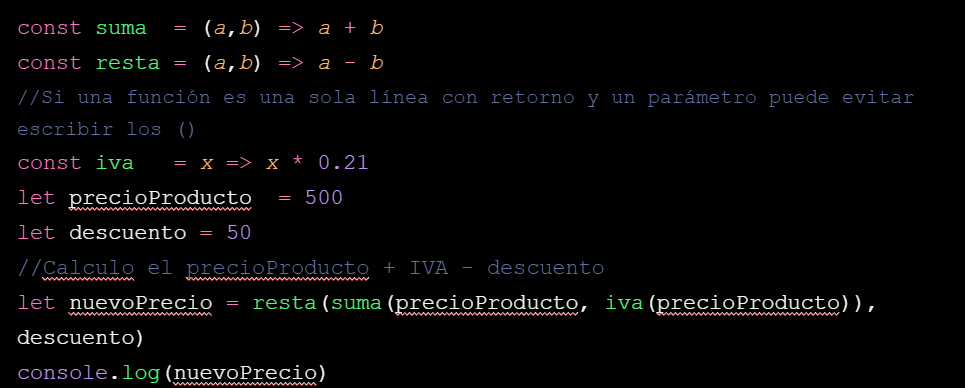 const suma  = (a,b) => a + b
const resta = (a,b) => a - b
//Si una función es una sola línea con retorno y un parámetro puede evitar
escribir los ()
const iva   = x => x * 0.21
let precioProducto  = 500
let descuento = 50
//Calculo el precioProducto + IVA - descuento
let nuevoPrecio = resta(suma(precioProducto, iva(precioProducto)),
descuento)
console.log(nuevoPrecio)